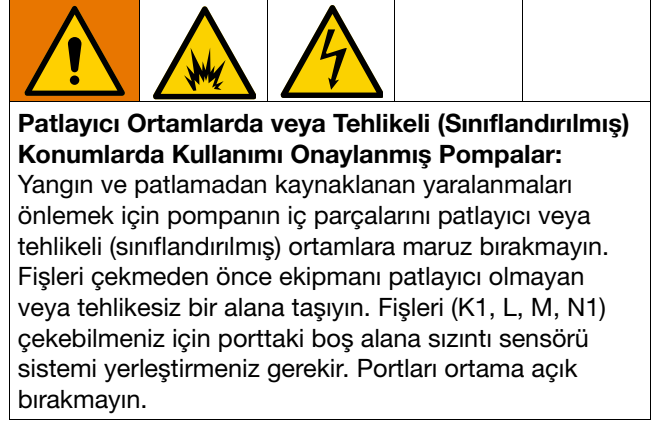 Patlayıcı Ortamlarda veya Tehlikeli (Sınıflandırılmış)
Konumlarda Kullanımı Onaylanmış Pompalar:
Yangın ve patlamadan kaynaklanan yaralanmaları
önlemek için pompanın iç parçalarını patlayıcı veya
tehlikeli (sınıflandırılmış) ortamlara maruz bırakmayın.
Fişleri çekmeden önce ekipmanı patlayıcı olmayan
veya tehlikesiz bir alana taşıyın. Fişleri (K1, L, M, N1)
çekebilmeniz için porttaki boş alana sızıntı sensörü
sistemi yerleştirmeniz gerekir. Portları ortama açık
bırakmayın.